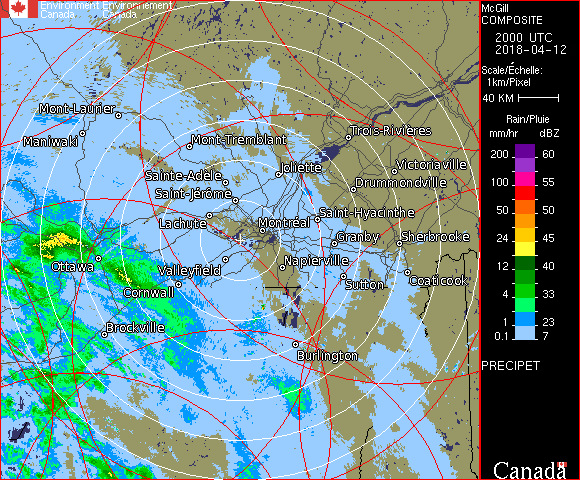 Environment Environnement
Canada Canada
McGill
COMPOSITE
2000 UTC
2018-04-12
Scale/Échelle:
1km/Pixel
40 KM
Rain/Pluie
mm/hr dBZ
200 60
100 55
50 50
24 45
12 40
4 33
1 23
0.1 7
PRECIPET
Canada
Mont-Laurier
Maniwaki
Mont-Tremblant
Trois-Rivières
Sainte-Adèle
Joliette
Victoriaville
Saint-Jérôme
Drummondville
Lachute
Montréal
Saint-Hyacinthe
Granby
Sherbrooke
Ottawa
Valleyfield
Napierville
Cornwall
Sutton
Coaticook
Brockville
Burlington